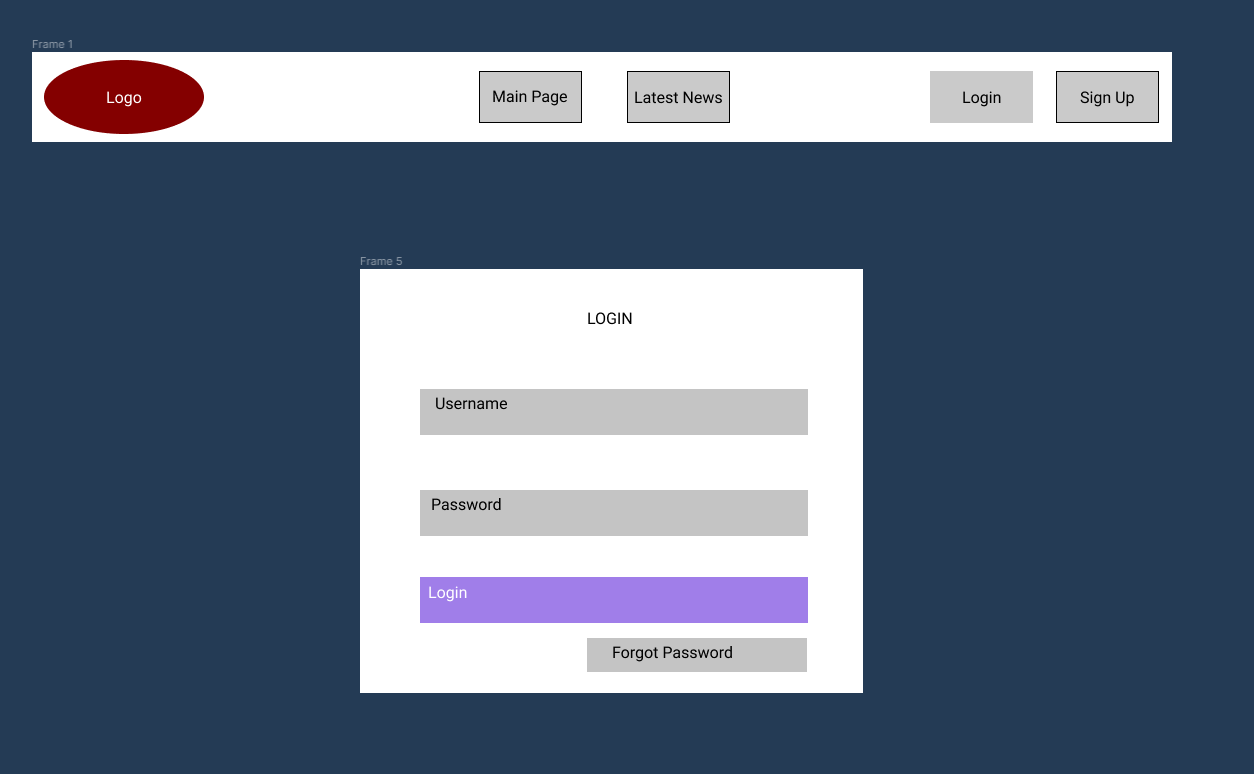 Frame 1
Logo
Main Page
Latest News
Login
Sign Up
Frame 5
LOGIN
Username
Password
Login
Forgot Password